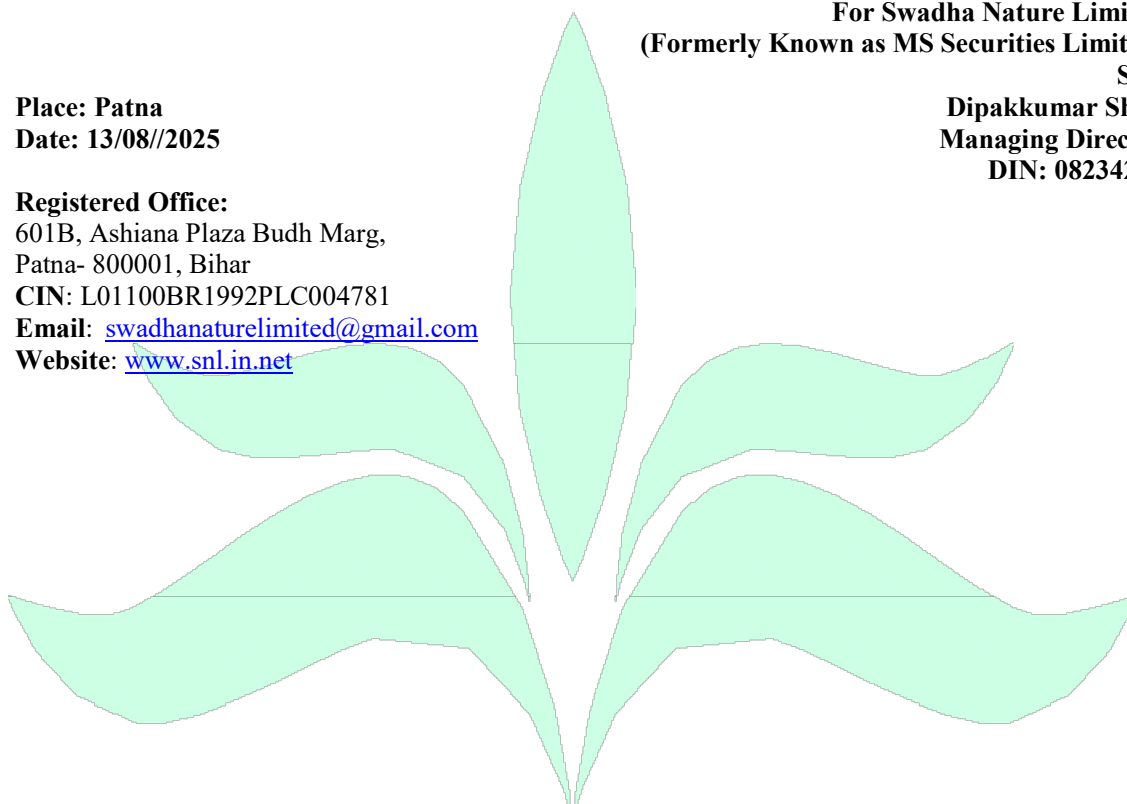 For Swadha Nature Limi
(Formerly Known as MS Securities Limit
S
Dipakkumar Sh
Managing Direc
DIN: 082342
Place: Patna
Date: 13/08//2025
Registered Office:
601B, Ashiana Plaza Budh Marg,
Patna- 800001, Bihar
CIN: L01100BR1992PLC004781
Email: swadhanaturelimited@gmail.com
Website: www.snl.in.net